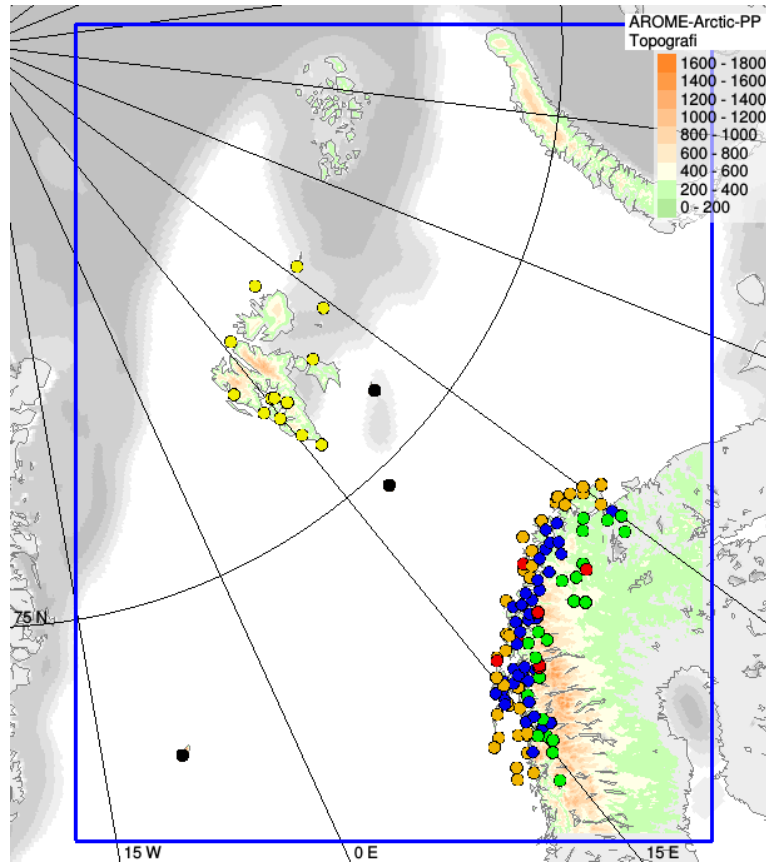 AROME-Arctic-PP
Topografi
1600 - 1800
1400 - 1600
1200 - 1400
1000 - 1200
800 - 1000
600 - 800
400 - 600
200 - 400
0 - 200
75 N
15 W
0 E
15 E